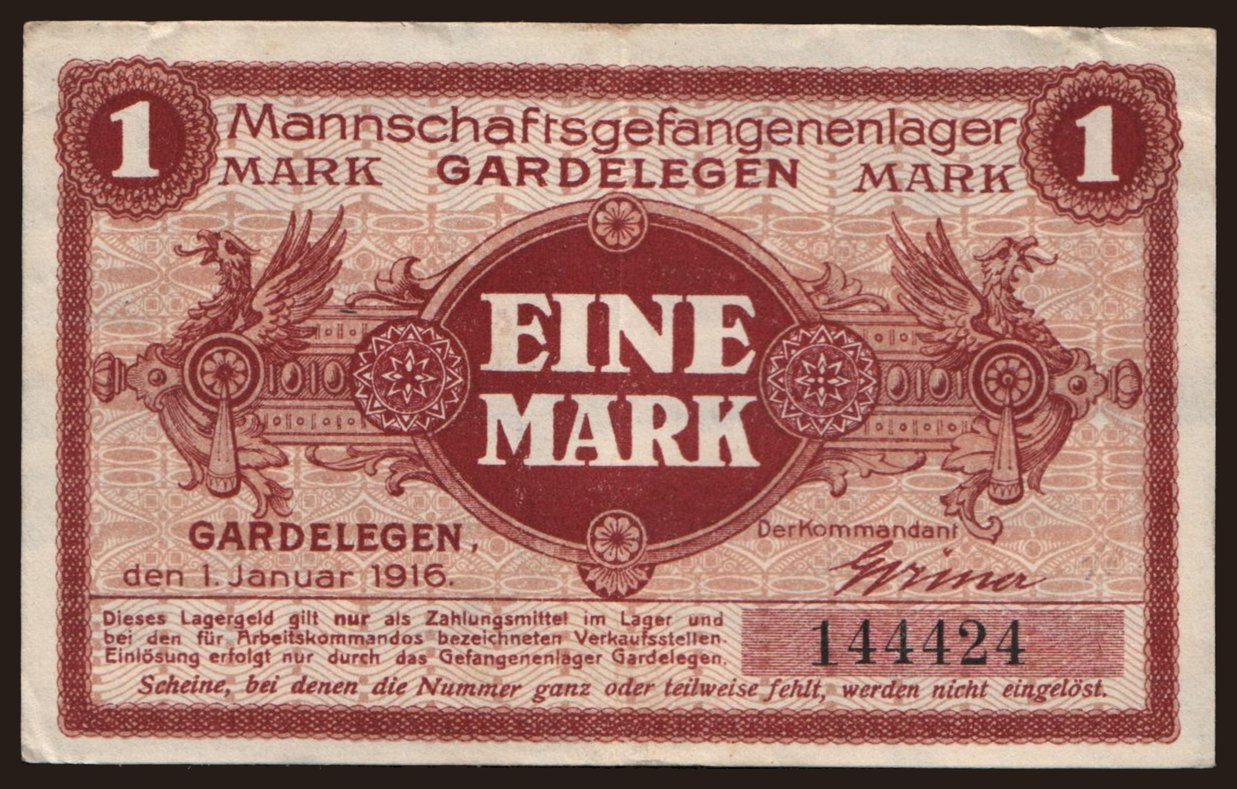 1 Mannschaftsgefangenenlager 1
MARK GARDELEGEN MARK
EINE
MARK
GARDELEGEN,
den 1. Januar 1916.
Der Kommandant
Dieses Lagergeld gilt nur als Zahlungsmittel im Lager und
bei den für Arbeitskommandos bezeichneten Verkaufsstellen.
Einlösung erfolgt nur durch das Gefangenenlager Gardelegen.
144424
Scheine, bei denen die Nummer ganz oder teilweise fehlt, werden nicht eingelöst.